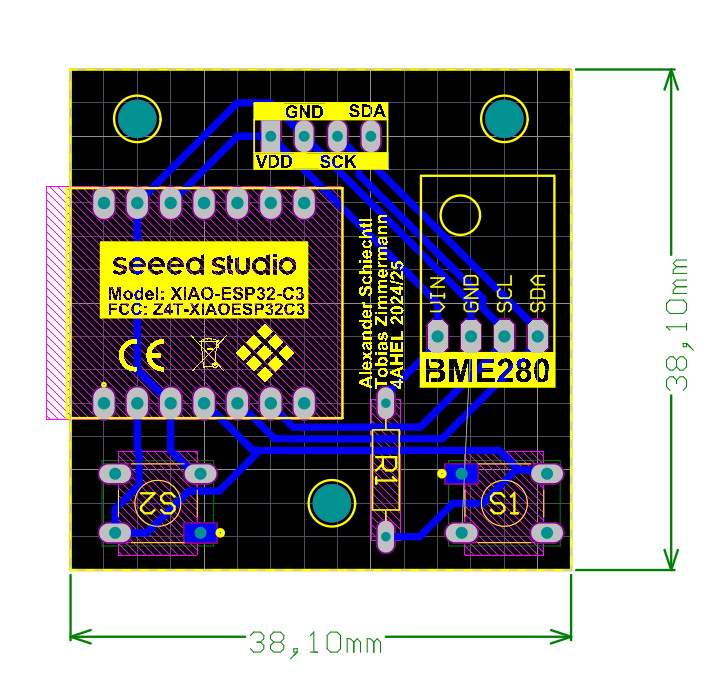 GND SDA
VDD SCK
seeed studio
Model: XIAO-ESP32-C3
FCC: Z4T-XIAOESP32C3
CE
Alexander Schiechtl
Tobias Zimmermann
4AHEL 2024/25
VIN
GND
SCL
SDA
BME280
R1
S2
S1
38,10mm
38,10mm